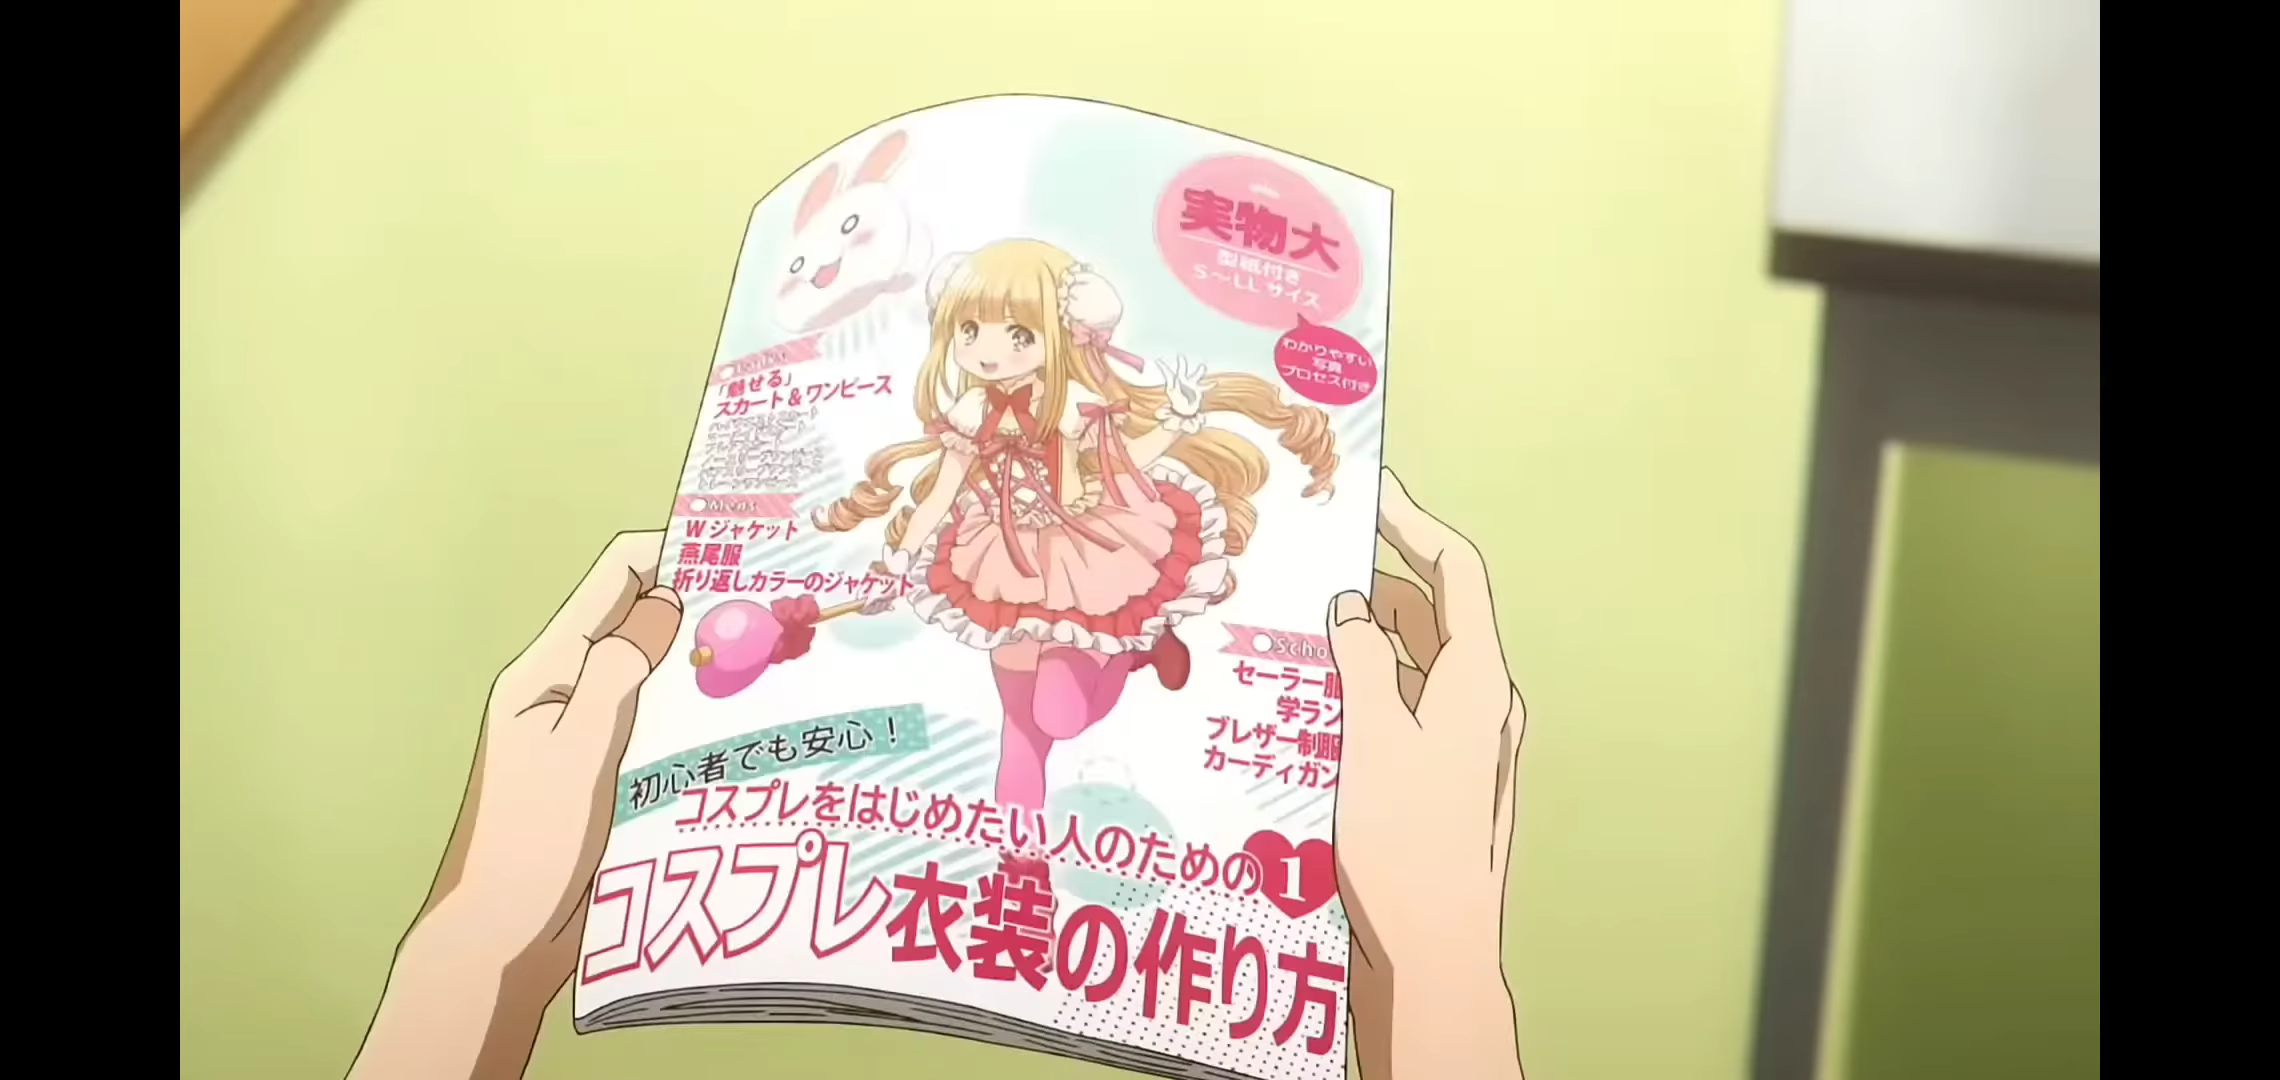 実物大
型紙付き
S～LLサイズ
わかりやすい
写真
プロセス付き
「魅せる」
スカート&ワンピース
Mens
Wジャケット
燕尾服
折り返しカラーのジャケット
Scho
セーラー服
学ラン
ブレザー制服
カーディガン
初心者でも安心！
コスプレをはじめたい人のための
1
コスプレ衣装の作り方